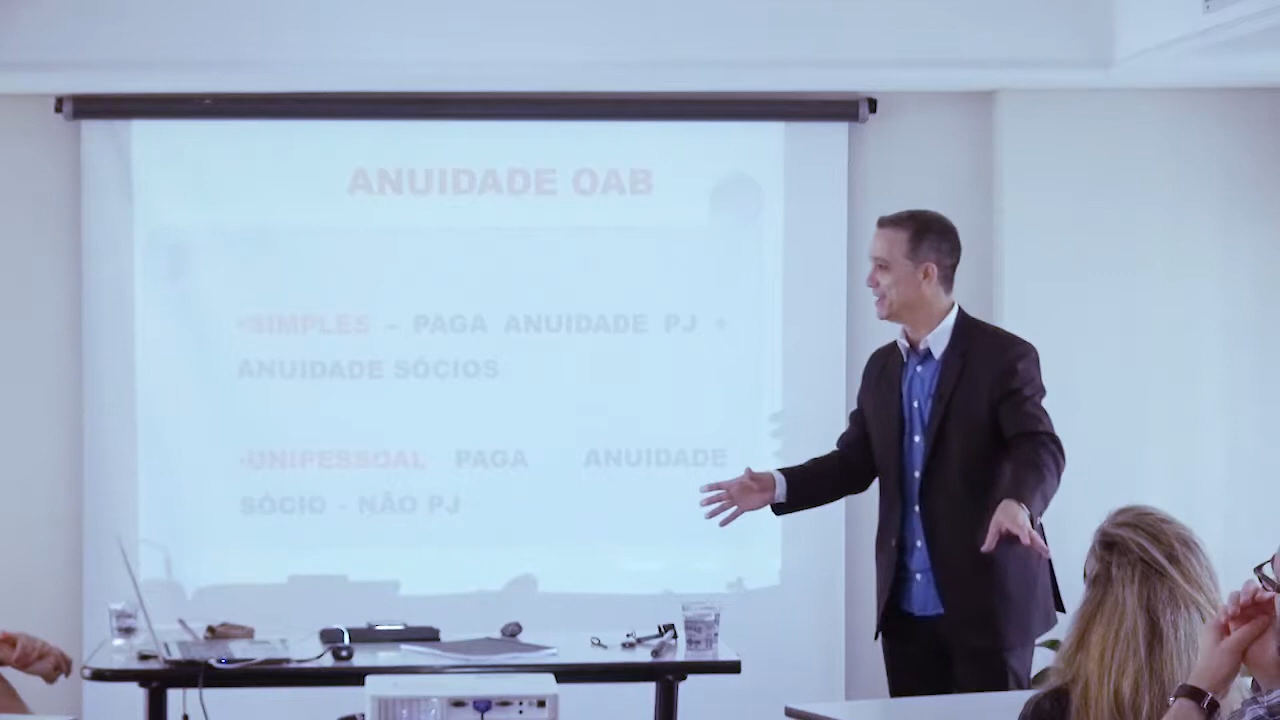 ANUIDADE OAB
•SIMPLES - PAGA ANUIDADE PJ +
ANUIDADE SÓCIOS
•UNIPESSOAL PAGA ANUIDADE
SÓCIO - NÃO PJ